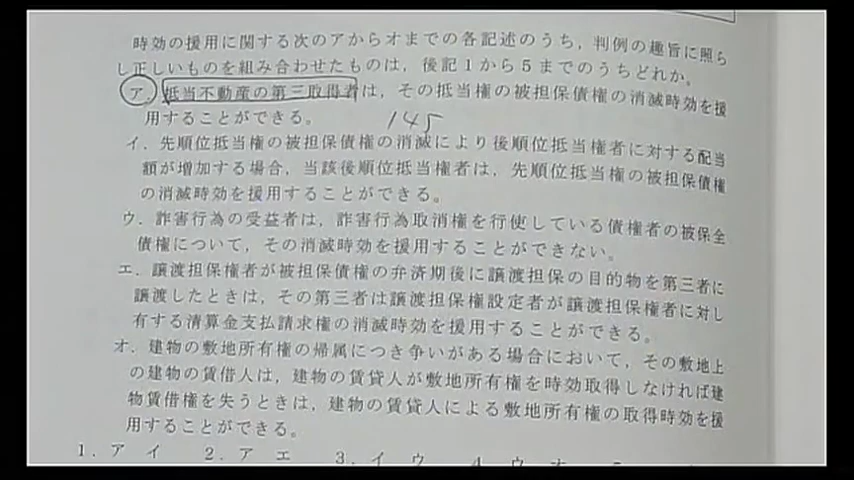 時効の援用に関する次のアからオまでの各記述のうち，判例の趣旨に照ら
し正しいものを組み合わせたものは，後記１から５までのうちどれか。
ア．抵当不動産の第三取得者は，その抵当権の被担保債権の消滅時効を援
用することができる。
145
イ．先順位抵当権の被担保債権の消滅により後順位抵当権者に対する配当
額が増加する場合，当該後順位抵当権者は，先順位抵当権の被担保債権
の消滅時効を援用することができる。
ウ．詐害行為の受益者は，詐害行為取消権を行使している債権者の被保全
債権について，その消滅時効を援用することができない。
エ．譲渡担保権者が被担保債権の弁済期後に譲渡担保の目的物を第三者に
譲渡したときは，その第三者は譲渡担保権設定者が譲渡担保権者に対し
有する清算金支払請求権の消滅時効を援用することができる。
オ．建物の敷地所有権の帰属につき争いがある場合において，その敷地上
の建物の賃借人は，建物の賃貸人が敷地所有権を時効取得しなければ建
物賃借権を失うときは，建物の賃貸人による敷地所有権の取得時効を援
用することができる。
１．ア　イ　２．ア　エ　３．イ　ウ　４．ウ　オ